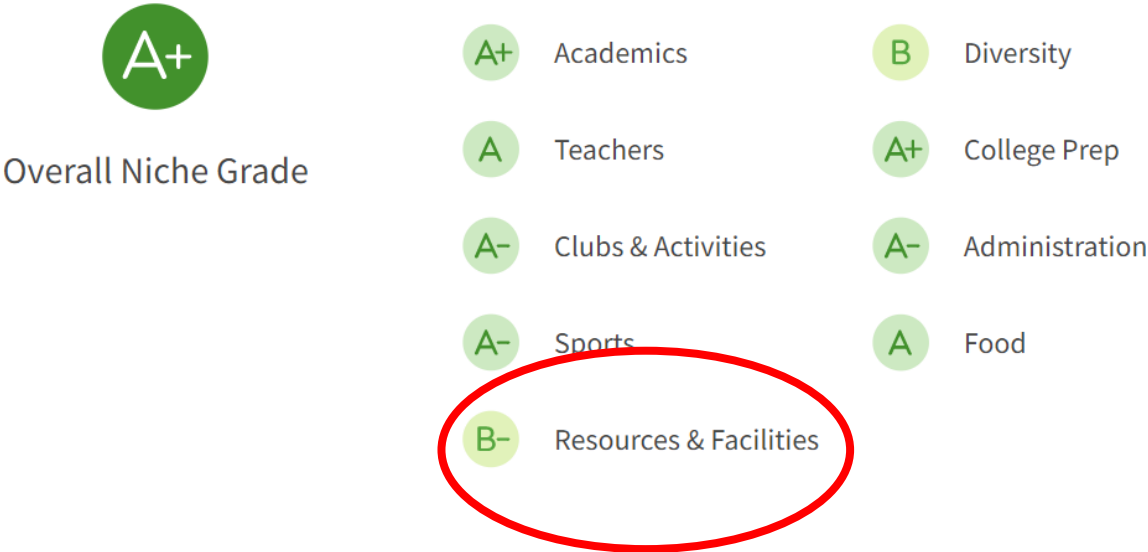 A+
Overall Niche Grade
A+ Academics
A Teachers
A- Clubs & Activities
A- Sports
B- Resources & Facilities
B Diversity
A+ College Prep
A- Administration
A Food